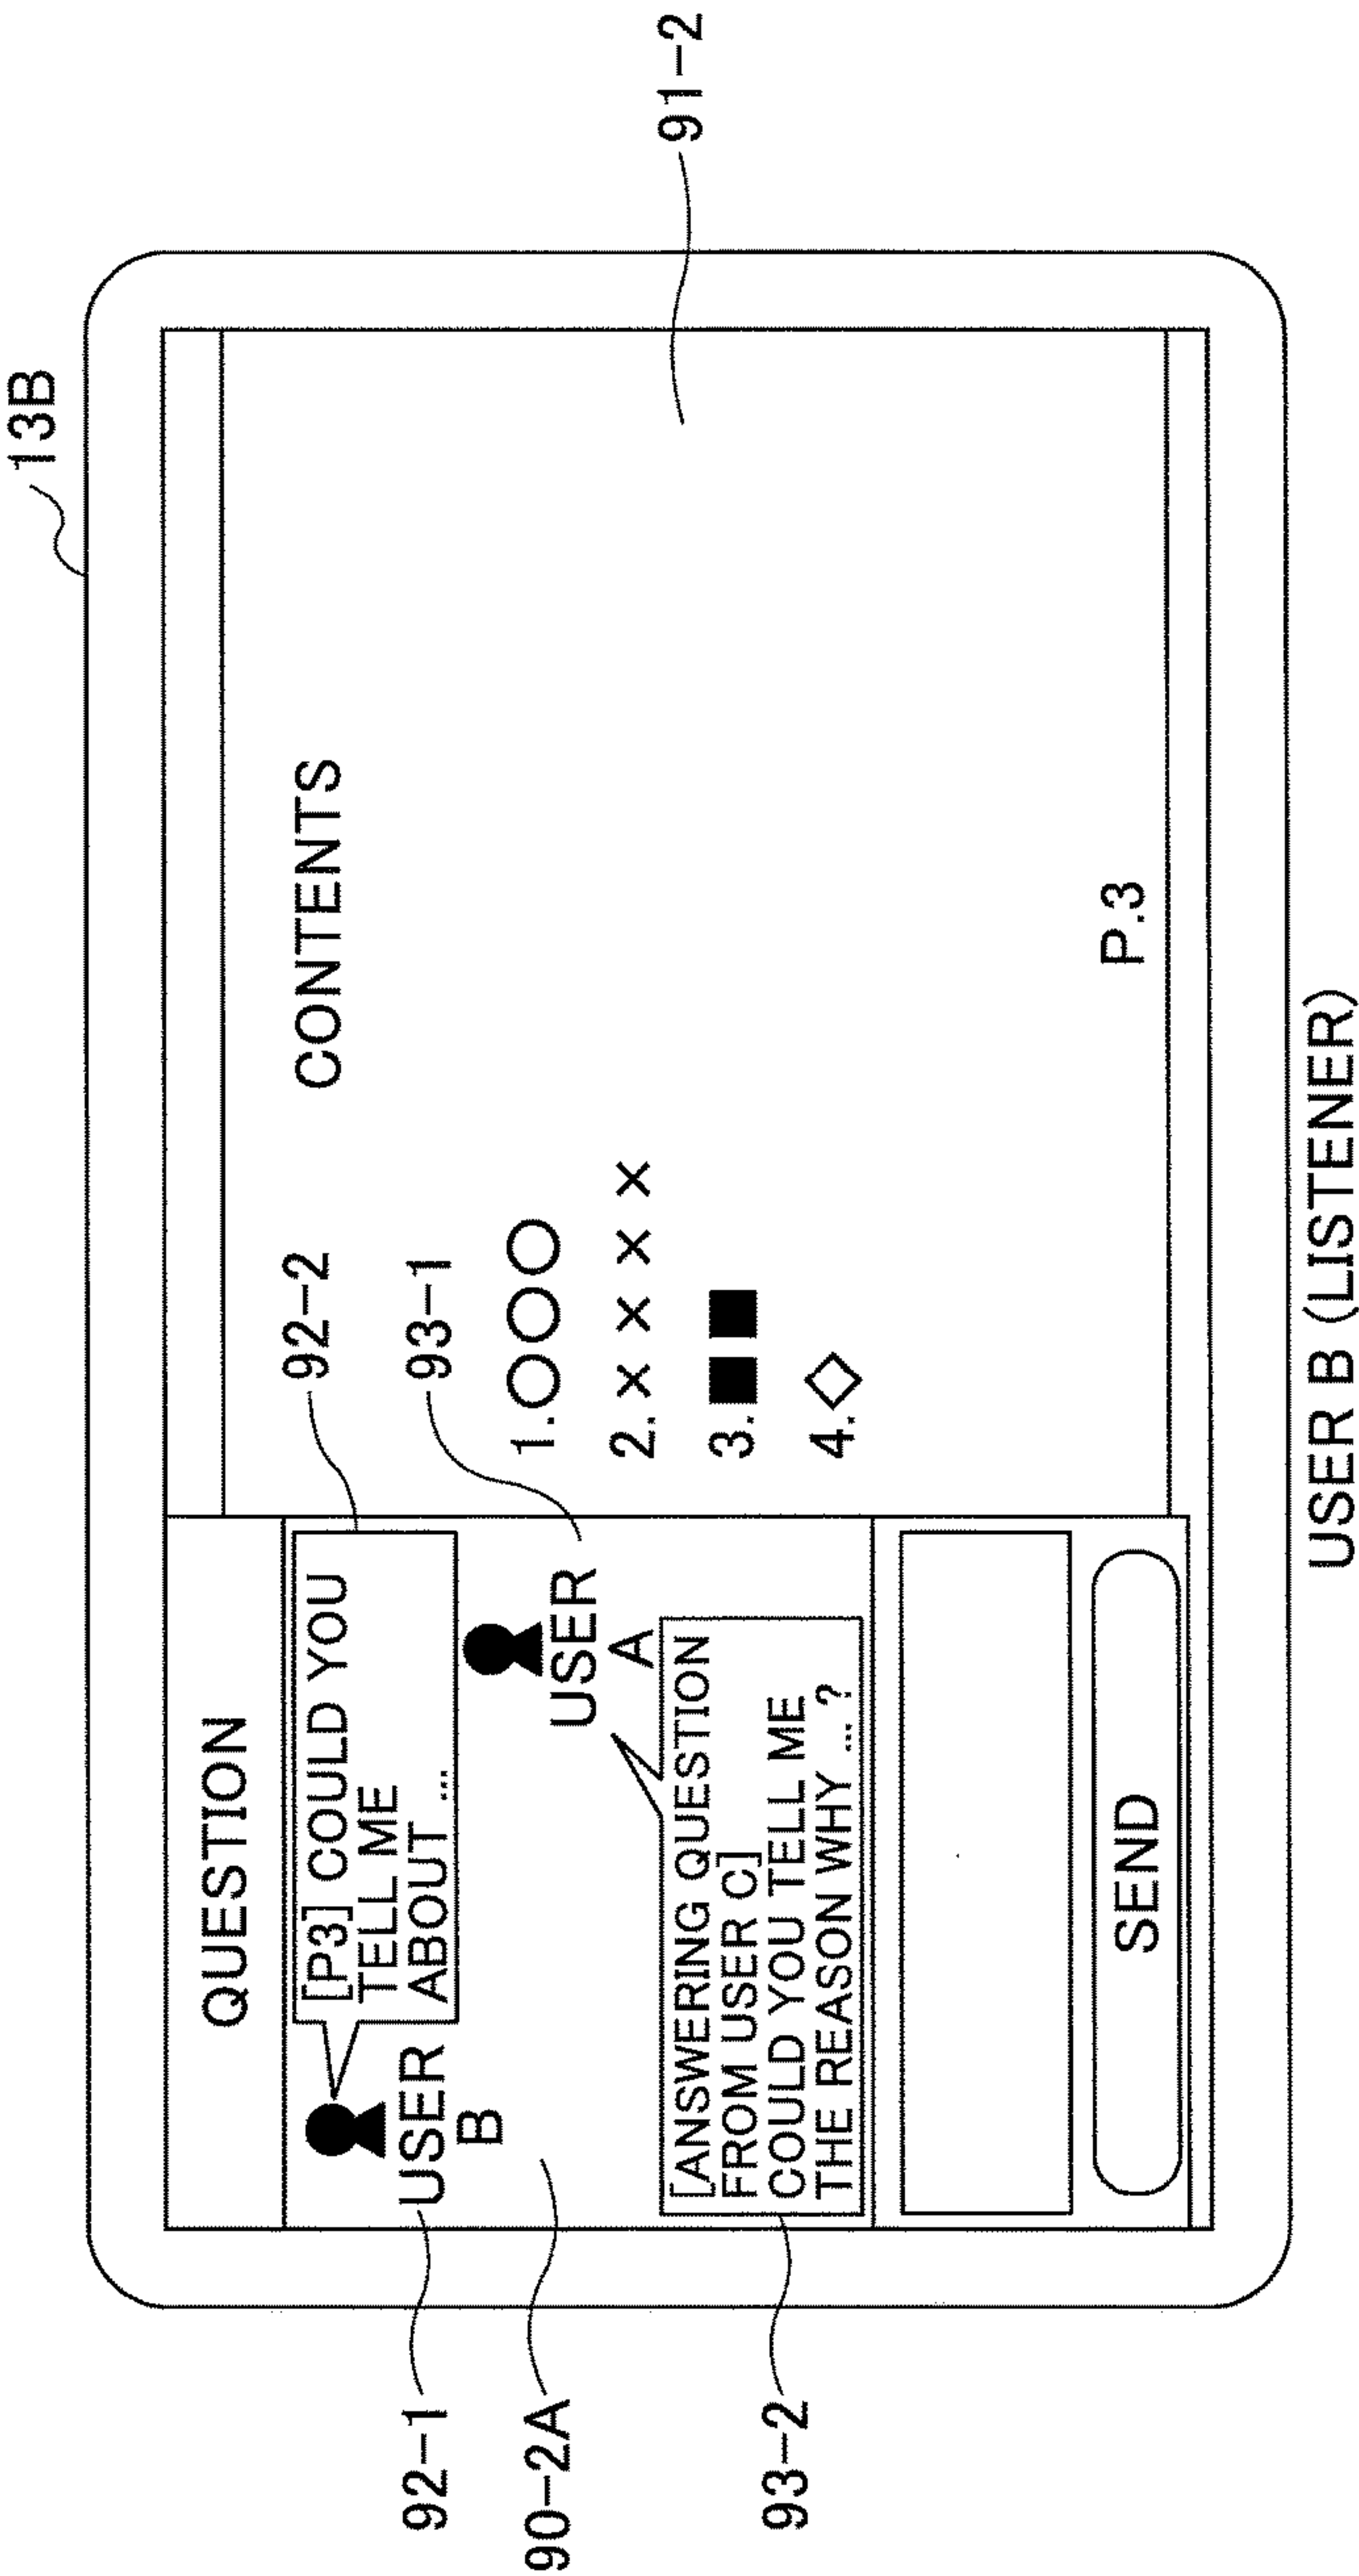 13B
QUESTION
[P3] COULD YOU
TELL ME
ABOUT ...
USER
B
USER
A
[ANSWERING QUESTION
FROM USER C]
COULD YOU TELL ME
THE REASON WHY ... ?
SEND
CONTENTS
1.○○○
2.××××
3.■■
4.◇
P.3
92-1
90-2A
93-2
92-2
93-1
91-2
USER B (LISTENER)